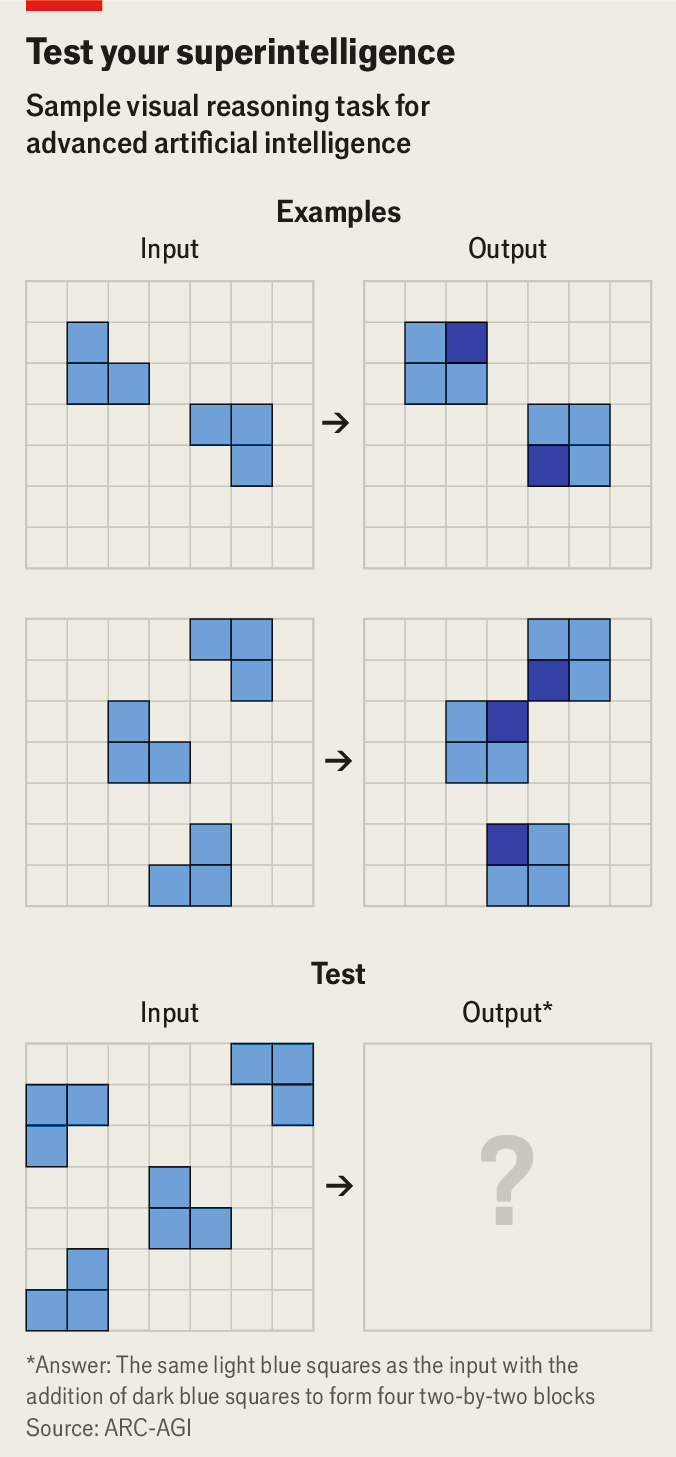 Test your superintelligence
Sample visual reasoning task for
advanced artificial intelligence
Examples
Input
Output
→
→
Test
Input
Output*
→
?
*Answer: The same light blue squares as the input with the
addition of dark blue squares to form four two-by-two blocks
Source: ARC-AGI